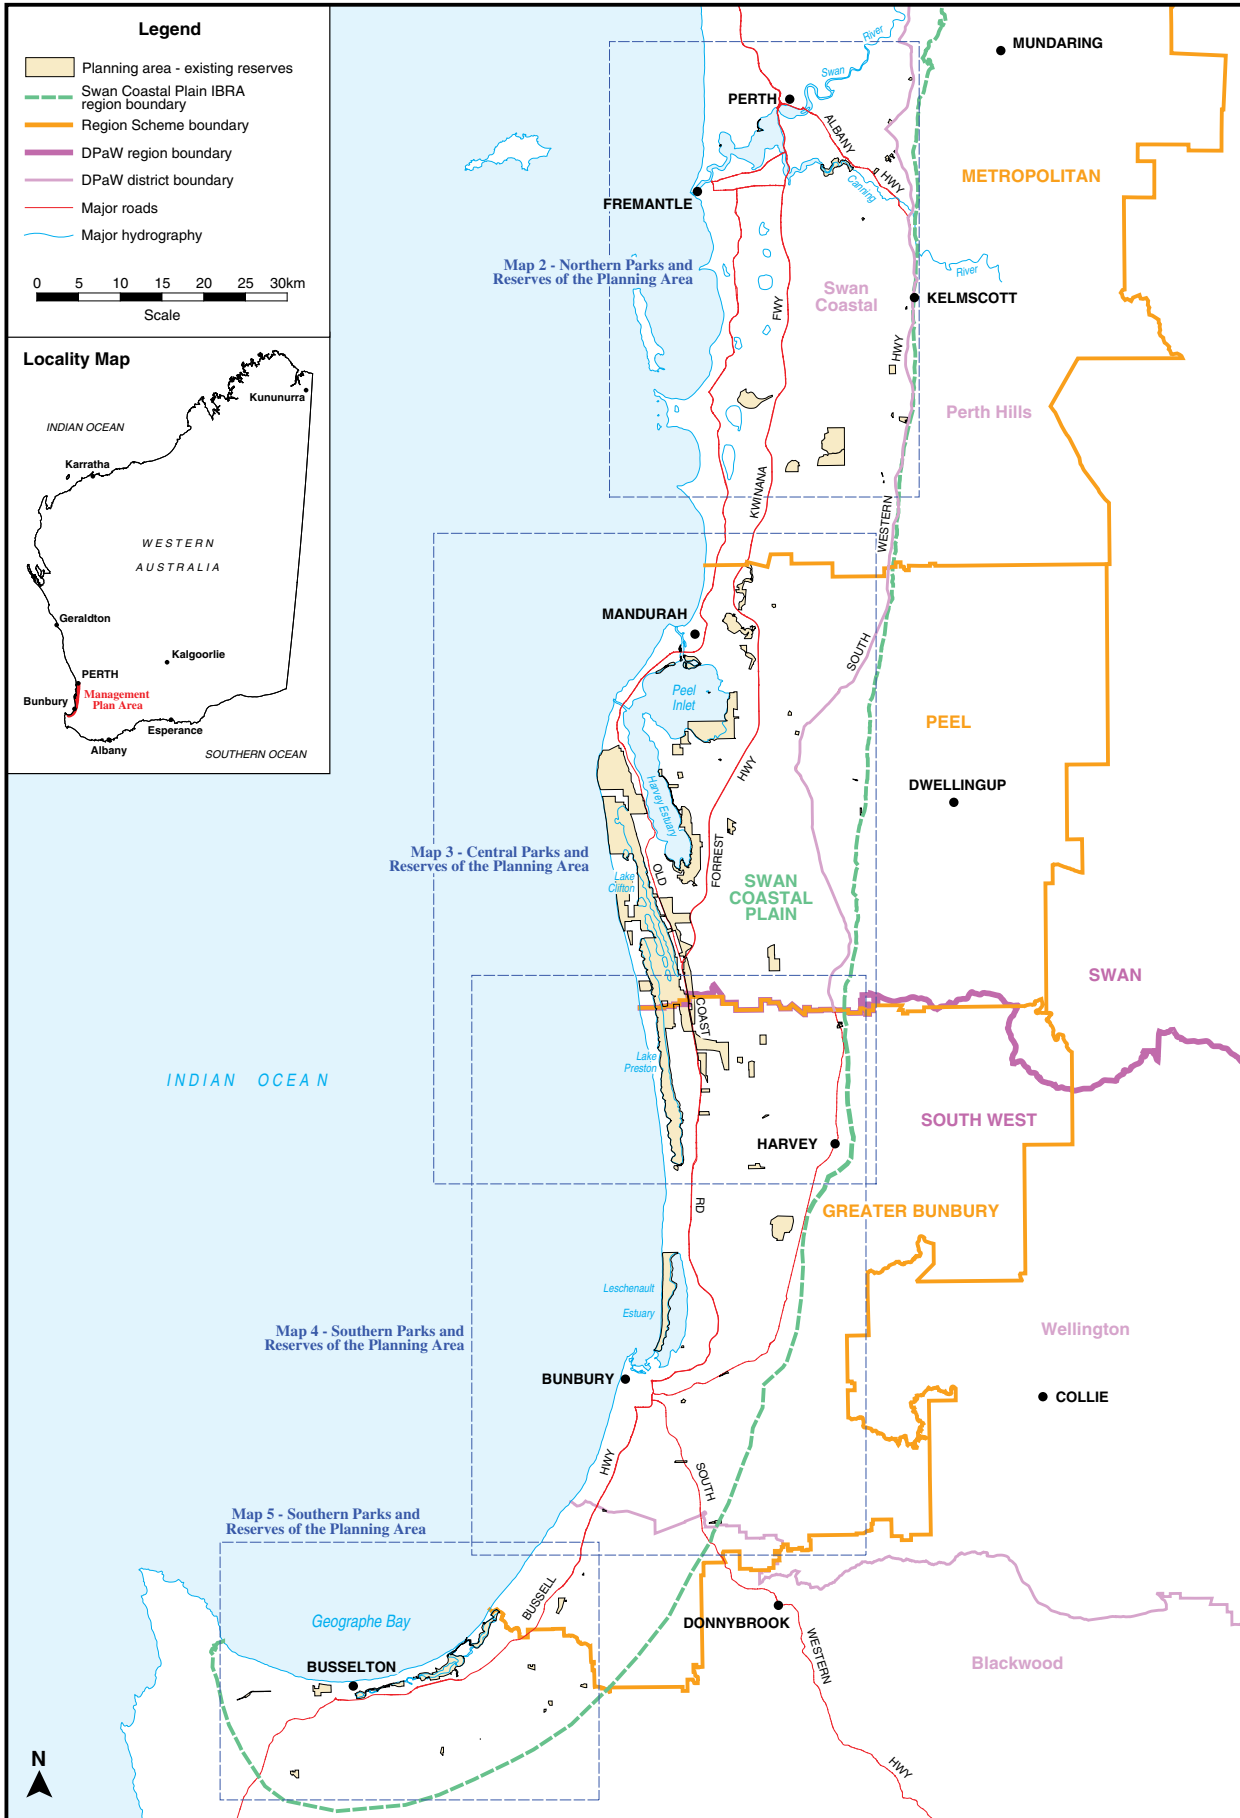 Legend
Planning area - existing reserves
Swan Coastal Plain IBRA
region boundary
Region Scheme boundary
DPaW region boundary
DPaW district boundary
Major roads
Major hydrography
0 5 10 15 20 25 30km
Scale
Locality Map
Kununurra
INDIAN OCEAN
Karratha
WESTERN
AUSTRALIA
Geraldton
Kalgoorlie
PERTH
Bunbury
Management
Plan Area
Esperance
Albany
SOUTHERN OCEAN
MUNDARING
River
Swan
PERTH
ALBANY
HWY
Canning
METROPOLITAN
FREMANTLE
Map 2 - Northern Parks and
Reserves of the Planning Area
River
Swan
Coastal
KELMSCOTT
FWY
HWY
Perth Hills
KWINANA
WESTERN
MANDURAH
SOUTH
Peel
Inlet
PEEL
HWY
DWELLINGUP
Harvey Estuary
Map 3 - Central Parks and
Reserves of the Planning Area
OLD
FORREST
Lake
Clifton
SWAN
COASTAL
PLAIN
SWAN
COAST
Lake
Preston
INDIAN OCEAN
SOUTH WEST
HARVEY
RD
GREATER BUNBURY
Leschenault
Estuary
Map 4 - Southern Parks and
Reserves of the Planning Area
Wellington
BUNBURY
COLLIE
HWY
SOUTH
Map 5 - Southern Parks and
Reserves of the Planning Area
BUSSELL
Geographe Bay
DONNYBROOK
WESTERN
BUSSELTON
Blackwood
N
HWY